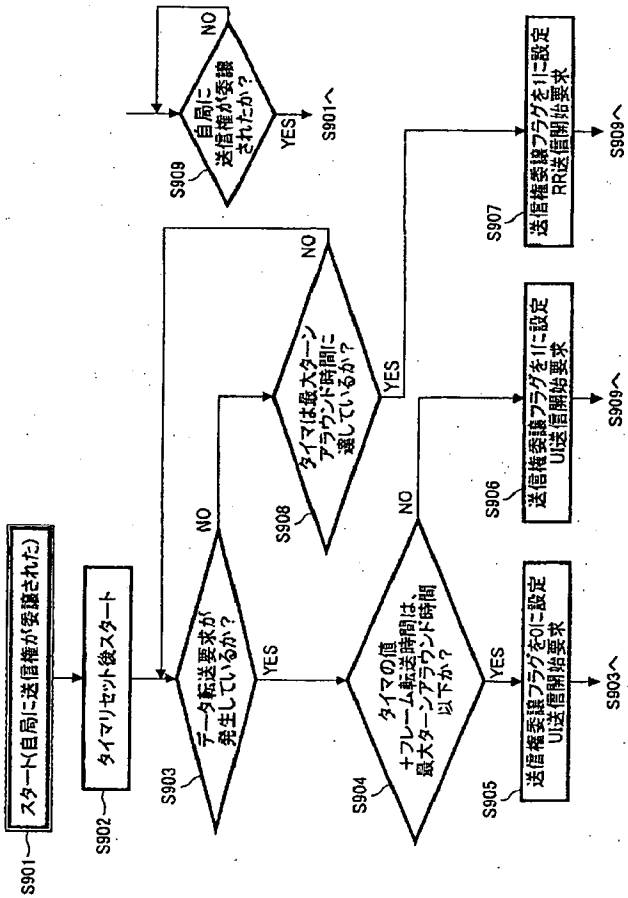 S901
スタート(自局に送信権が委譲された)
S902
タイマリセット後スタート
S903
データ転送要求が
発生しているか?
NO
YES
S904
タイマの値
+フレーム転送時間は、
最大ターンアラウンド時間
以下か?
NO
YES
S905
送信権委譲フラグを0に設定
UI送信開始要求
S903へ
S908
タイマは最大ターン
アラウンド時間に
達しているか?
NO
YES
S906
送信権委譲フラグを1に設定
UI送信開始要求
S909へ
S907
送信権委譲フラグを1に設定
RR送信開始要求
S909へ
S909
自局に
送信権が委譲
されたか?
NO
YES
S901へ